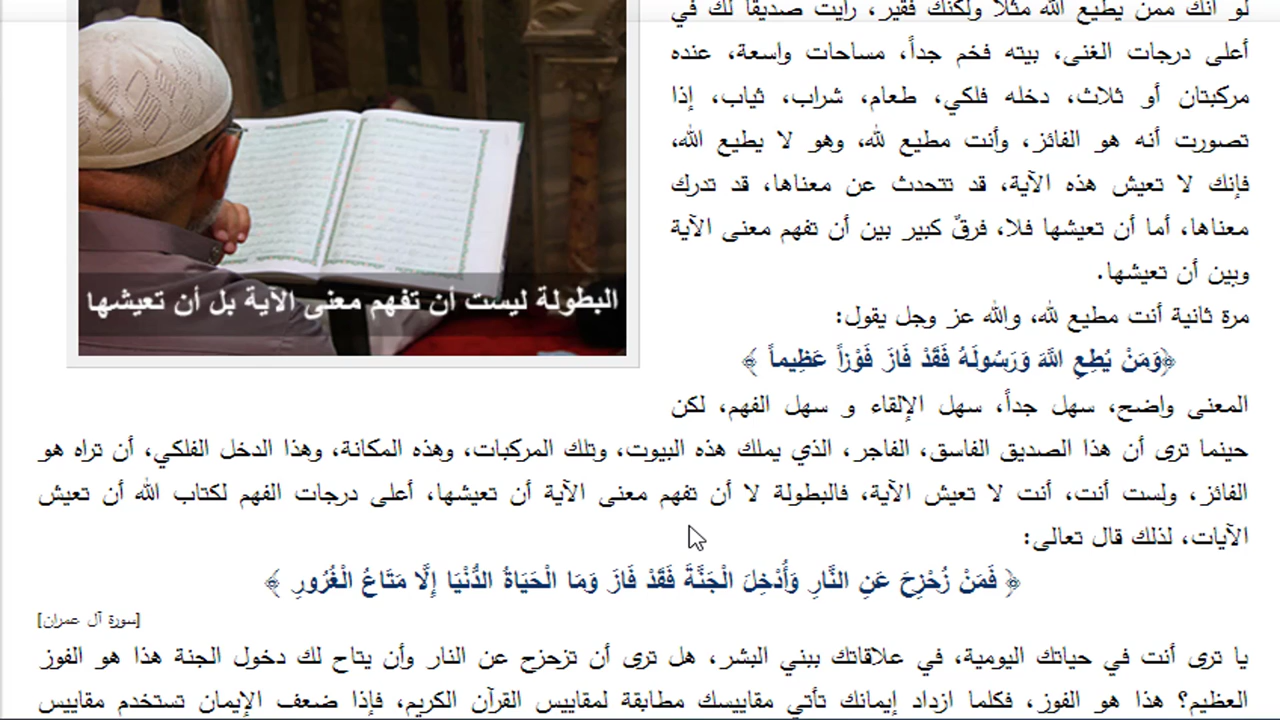 لو أنك ممن يطيع الله مثلاً ولكنك فقير، رأيت صديقاً لك في
أعلى درجات الغنى، بيته فخم جداً، مساحات واسعة، عنده
مركبتان أو ثلاث، دخله فلكي، طعام، شراب، ثياب، إذا
تصورت أنه هو الفائز، وأنت مطيع لله، وهو لا يطيع الله،
فإنك لا تعيش هذه الآية، قد تتحدث عن معناها، قد تدرك
معناها، أما أن تعيشها فلا، فرقٌ كبير بين أن تفهم معنى الآية
وبين أن تعيشها.
البطولة ليست أن تفهم معنى الآية بل أن تعيشها
مرة ثانية أنت مطيع لله، والله عز وجل يقول:
﴿وَمَنْ يُطِعِ اللَّهَ وَرَسُولَهُ فَقَدْ فَازَ فَوْزاً عَظِيماً ﴾
المعنى واضح، سهل جداً، سهل الإلقاء و سهل الفهم، لكن
حينما ترى أن هذا الصديق الفاسق، الفاجر، الذي يملك هذه البيوت، وتلك المركبات، وهذه المكانة، وهذا الدخل الفلكي، أن تراه هو
الفائز، ولست أنت، أنت لا تعيش الآية، فالبطولة لا أن تفهم معنى الآية أن تعيشها، أعلى درجات الفهم لكتاب الله أن تعيش
الآيات، لذلك قال تعالى:
﴿ فَمَنْ زُحْزِحَ عَنِ النَّارِ وَأُدْخِلَ الْجَنَّةَ فَقَدْ فَازَ وَمَا الْحَيَاةُ الدُّنْيَا إِلَّا مَتَاعُ الْغُرُورِ ﴾
[سورة آل عمران]
يا ترى أنت في حياتك اليومية، في علاقاتك ببني البشر، هل ترى أن تزحزح عن النار وأن يتاح لك دخول الجنة هذا هو الفوز
العظيم؟ هذا هو الفوز، فكلما ازداد إيمانك تأتي مقاييسك مطابقة لمقاييس القرآن الكريم، فإذا ضعف الإيمان تستخدم مقاييس